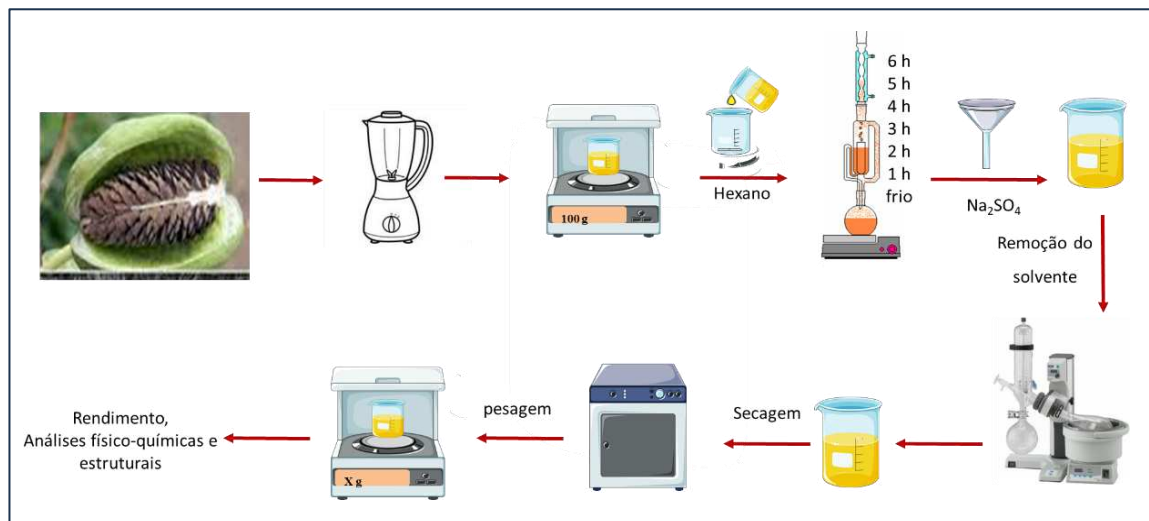 100 g
Hexano
6 h
5 h
4 h
3 h
2 h
1 h
frio
Na₂SO₄
Remoção do
solvente
Secagem
pesagem
X g
Rendimento,
Análises físico-químicas e
estruturais